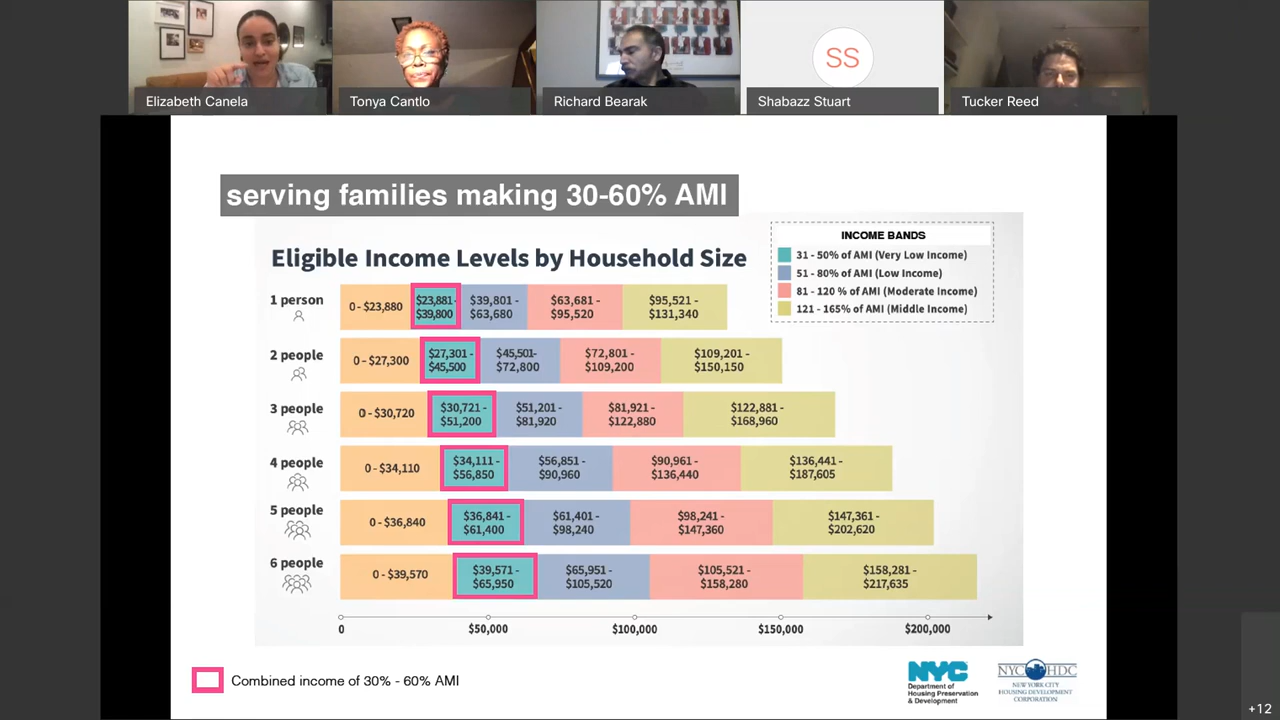 Elizabeth Canela
Tonya Cantlo
Richard Bearak
SS
Shabazz Stuart
Tucker Reed
serving families making 30-60% AMI
Eligible Income Levels by Household Size
INCOME BANDS
31 - 50% of AMI (Very Low Income)
51 - 80% of AMI (Low Income)
81 - 120 % of AMI (Moderate Income)
121 - 165% of AMI (Middle Income)
1 person
0 - $23,880
$23,881-
$39,800
$39,801 -
$63,680
$63,681 -
$95,520
$95,521 -
$131,340
2 people
0 - $27,300
$27,301 -
$45,500
$45,501-
$72,800
$72,801 -
$109,200
$109,201 -
$150,150
3 people
0 - $30,720
$30,721 -
$51,200
$51,201 -
$81,920
$81,921 -
$122,880
$122,881 -
$168,960
4 people
0 - $34,110
$34,111 -
$56,850
$56,851 -
$90,960
$90,961 -
$136,440
$136,441 -
$187,605
5 people
0 - $36,840
$36,841 -
$61,400
$61,401 -
$98,240
$98,241 -
$147,360
$147,361 -
$202,620
6 people
0 - $39,570
$39,571 -
$65,950
$65,951 -
$105,520
$105,521 -
$158,280
$158,281 -
$217,635
0
$50,000
$100,000
$150,000
$200,000
Combined income of 30% - 60% AMI
NYC
Department of
Housing Preservation
& Development
NYC HDC
NEW YORK CITY
HOUSING DEVELOPMENT
CORPORATION
+12